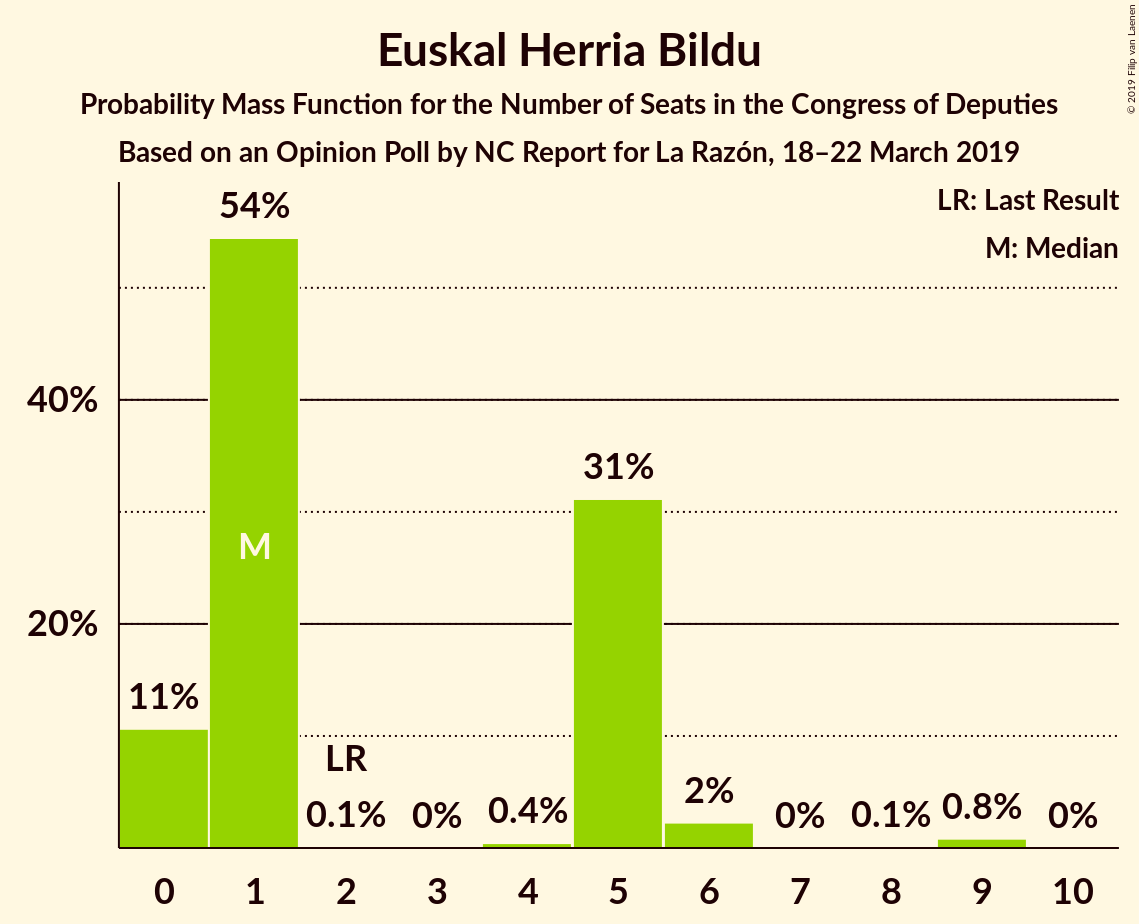 Euskal Herria Bildu
Probability Mass Function for the Number of Seats in the Congress of Deputies
Based on an Opinion Poll by NC Report for La Razón, 18–22 March 2019
© 2019 Filip van Laenen
LR: Last Result
M: Median
54%
40%
31%
M
20%
11%
LR
0.1%
0%
0.4%
2%
0%
0.1%
0.8%
0%
0 1 2 3 4 5 6 7 8 9 10